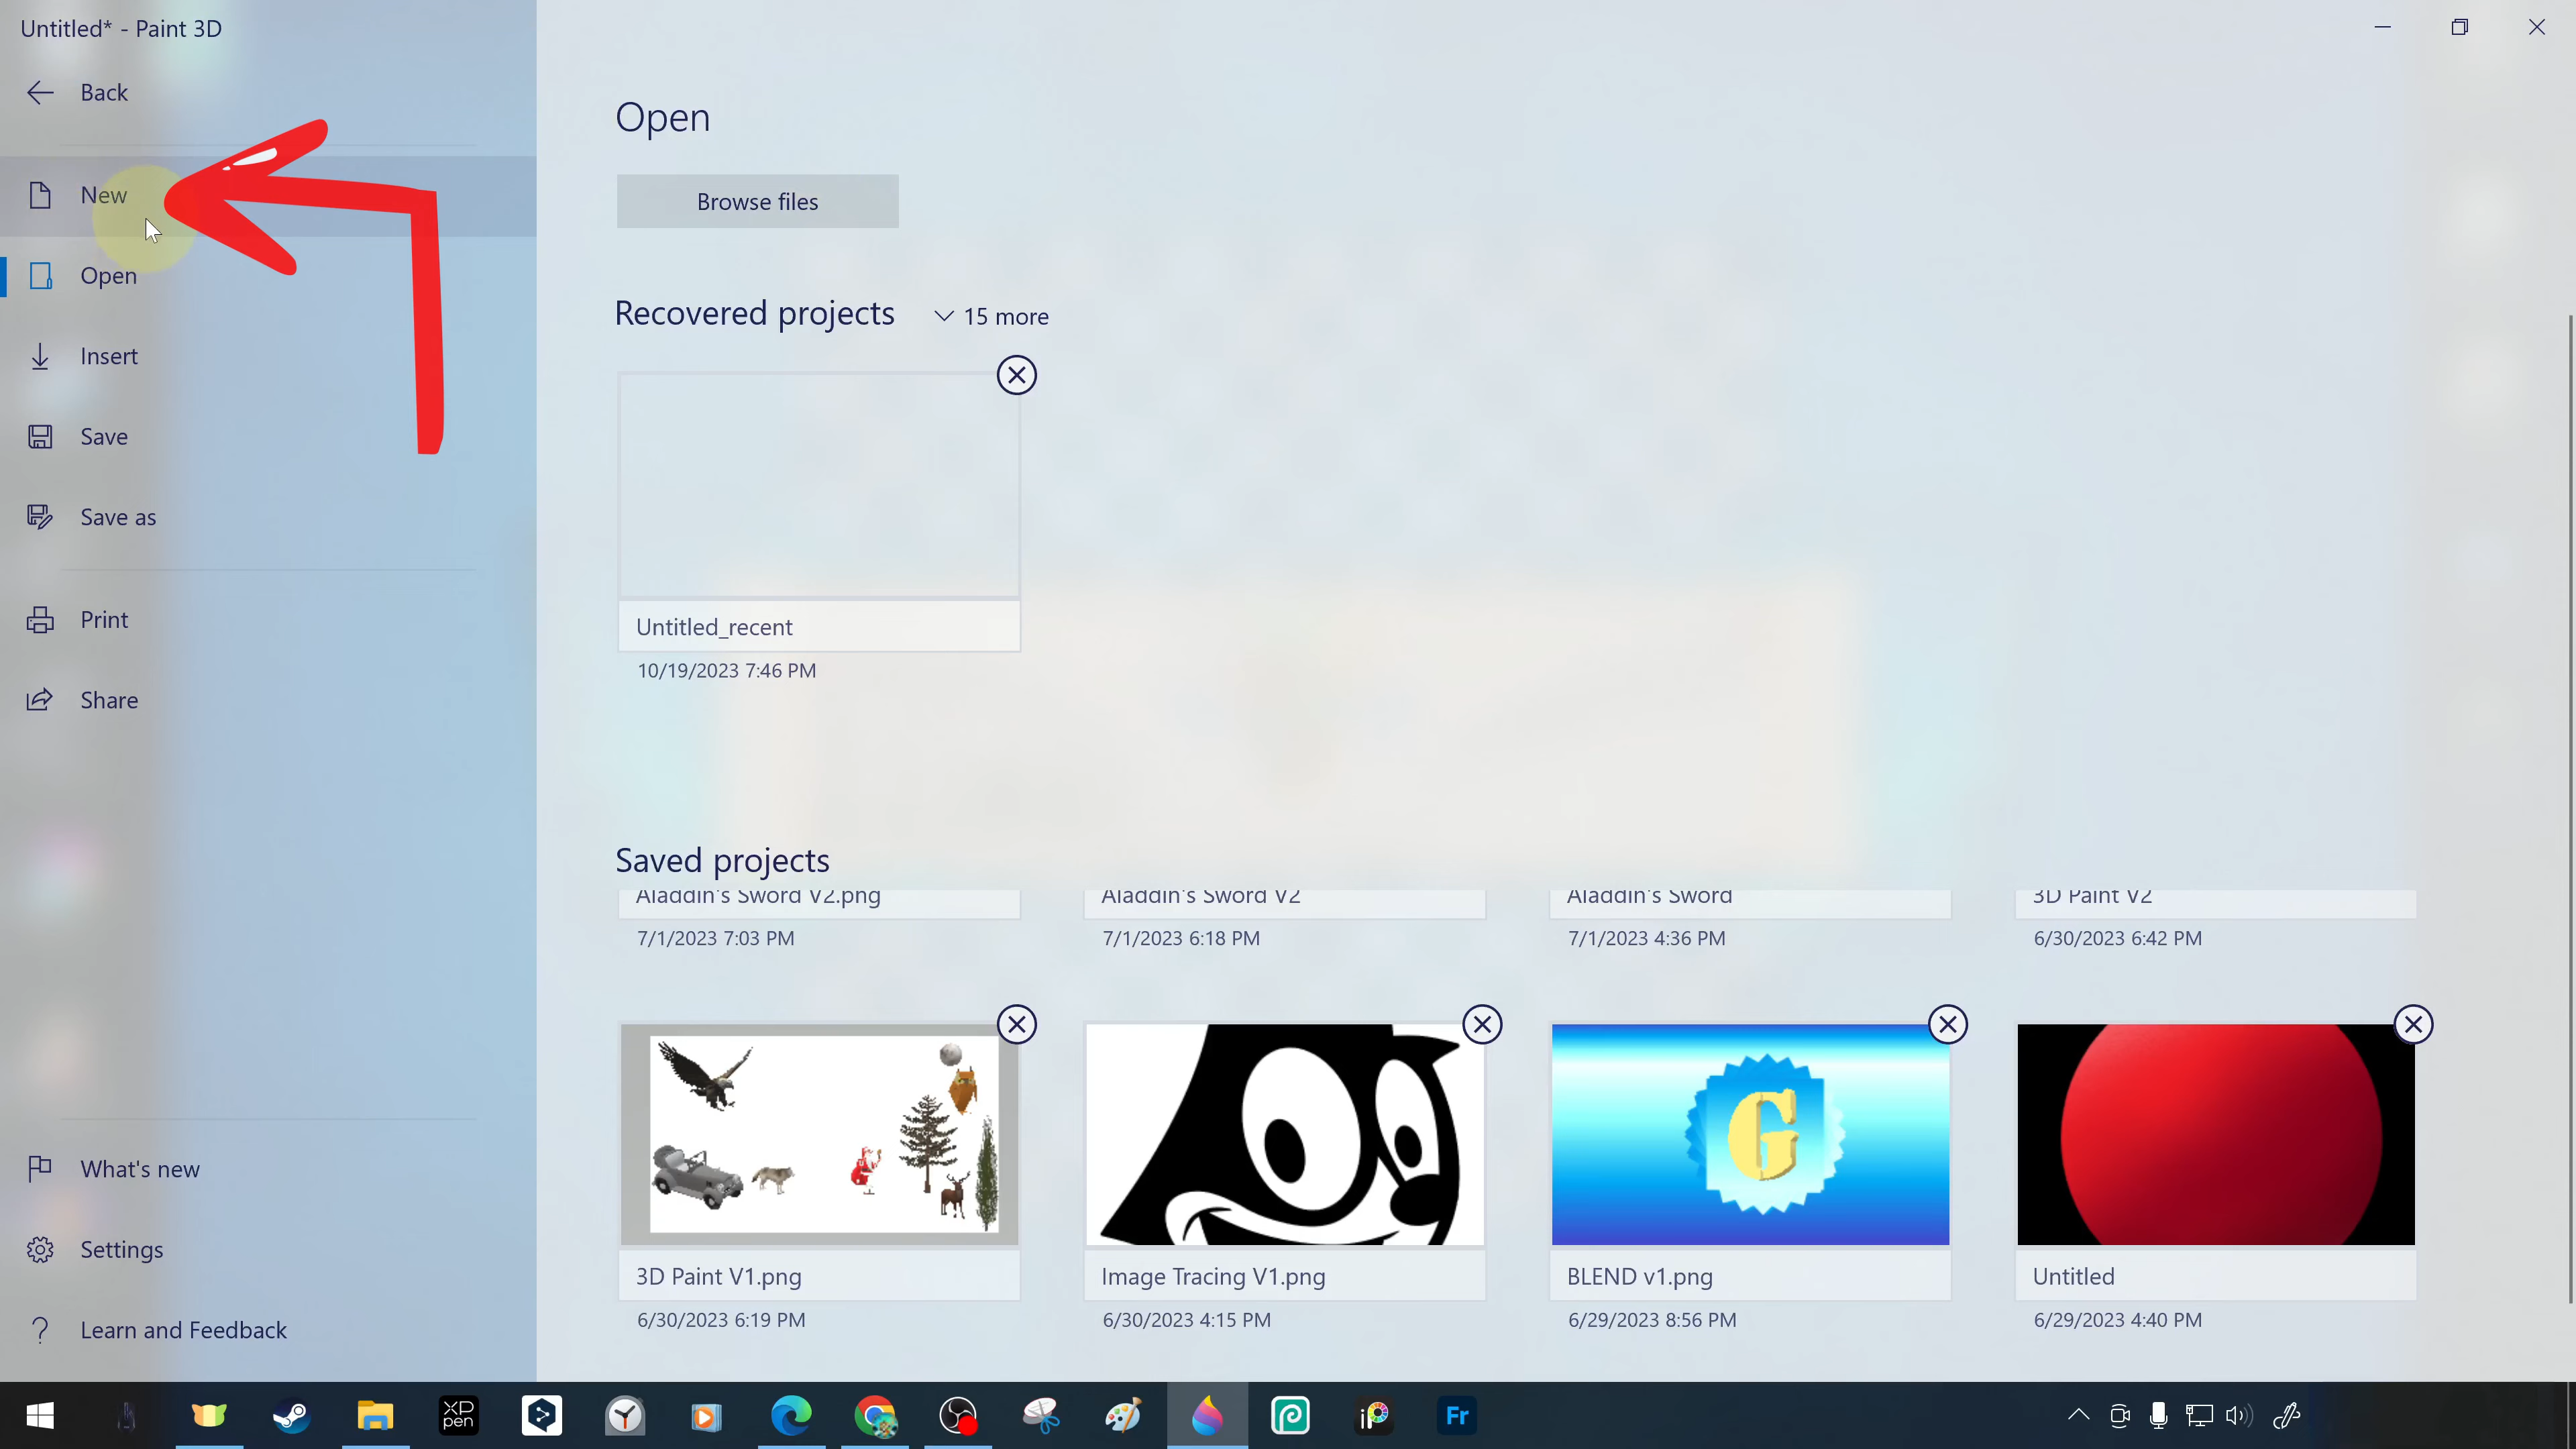 Untitled* - Paint 3D
Back
New
Open
Insert
Save
Save as
Print
Share
What's new
Settings
Learn and Feedback
Open
Browse files
Recovered projects
15 more
Untitled_recent
10/19/2023 7:46 PM
Saved projects
Aladdin's Sword V2.png
Aladdin's Sword V2
Aladdin's Sword
3D Paint V2
7/1/2023 7:03 PM
7/1/2023 6:18 PM
7/1/2023 4:36 PM
6/30/2023 6:42 PM
G
3D Paint V1.png
Image Tracing V1.png
BLEND v1.png
Untitled
6/30/2023 6:19 PM
6/30/2023 4:15 PM
6/29/2023 8:56 PM
6/29/2023 4:40 PM
XP
pen
iP
Fr